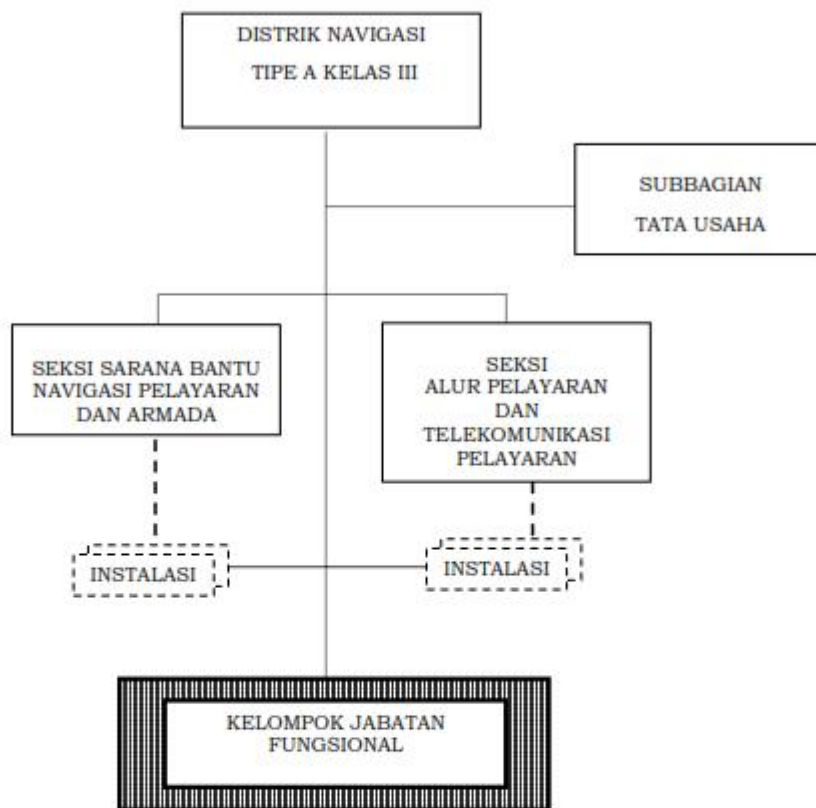 DISTRIK NAVIGASI
TIPE A KELAS III
SUBBAGIAN
TATA USAHA
SEKSI SARANA BANTU
NAVIGASI PELAYARAN
DAN ARMADA
SEKSI
ALUR PELAYARAN
DAN
TELEKOMUNIKASI
PELAYARAN
INSTALASI
INSTALASI
KELOMPOK JABATAN
FUNGSIONAL